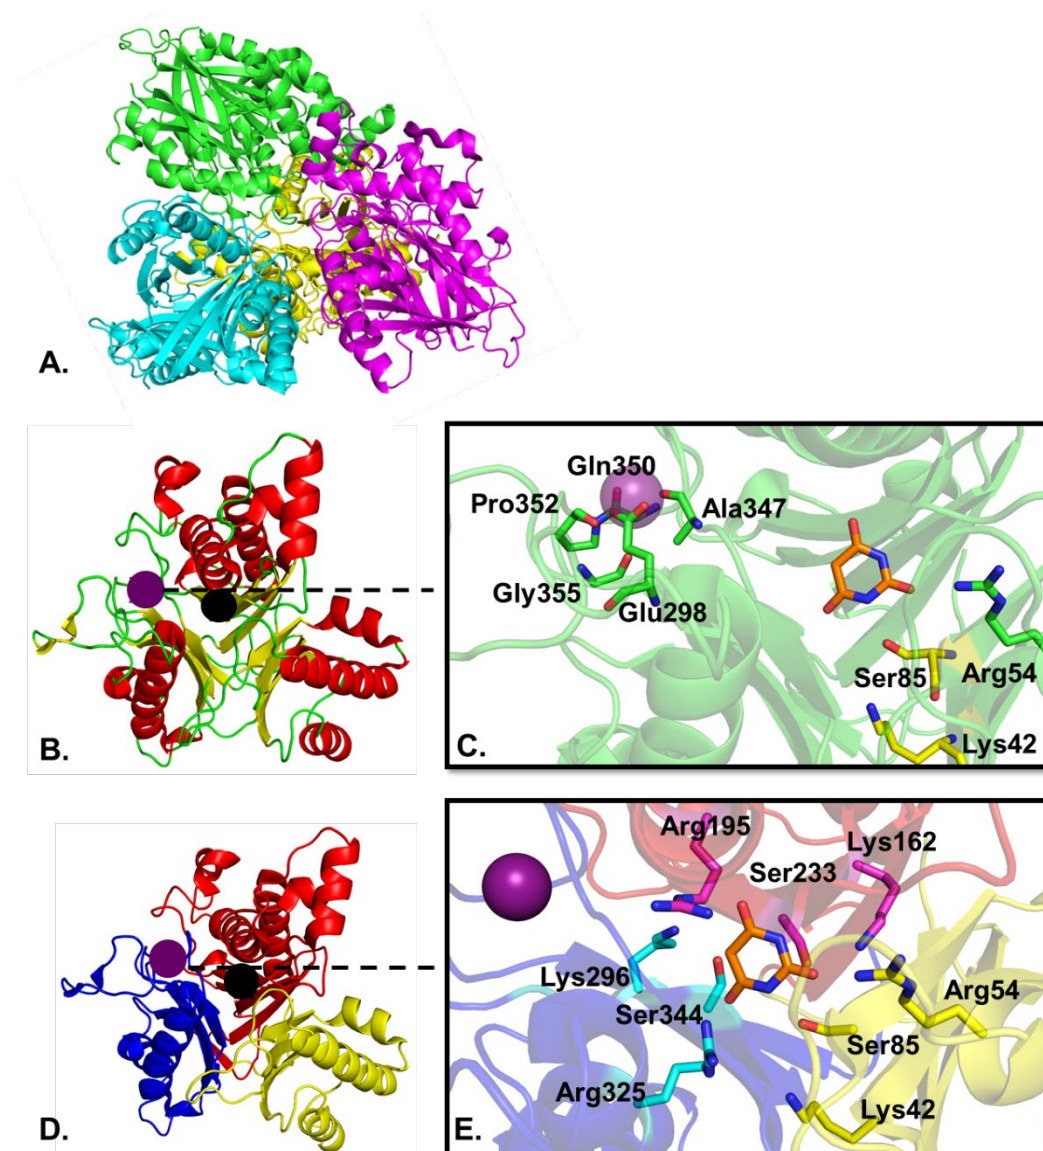 A.
Gln350
Pro352
Ala347
Gly355
Glu298
Ser85
Arg54
Lys42
B.
C.
Arg195
Lys162
Ser233
Lys296
Ser344
Arg54
Ser85
Arg325
Lys42
D.
E.